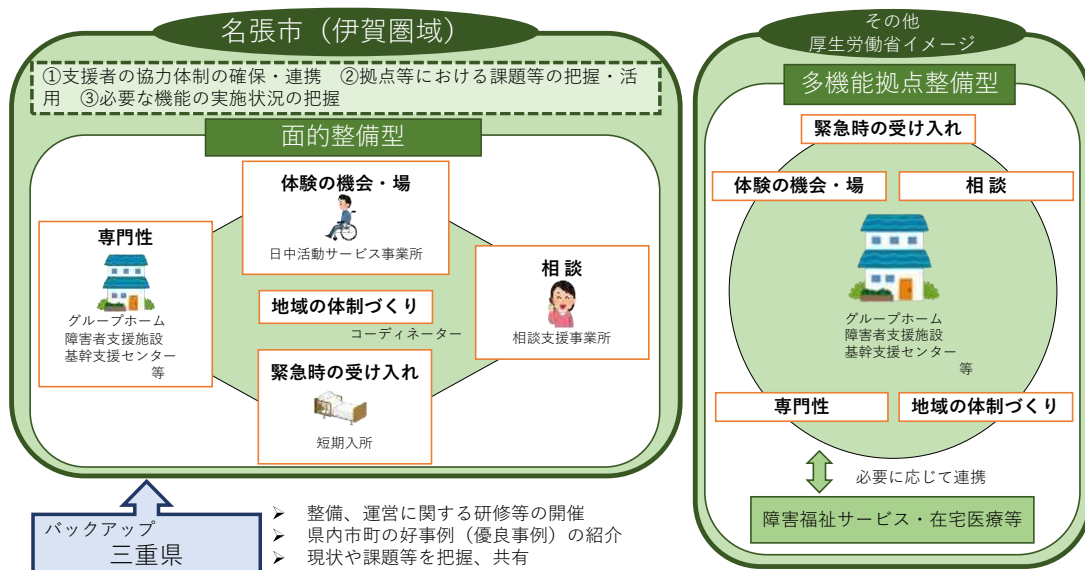 名張市（伊賀圏域）
①支援者の協力体制の確保・連携　②拠点等における課題等の把握・活
用　③必要な機能の実施状況の把握
面的整備型
体験の機会・場
日中活動サービス事業所
専門性
グループホーム
障害者支援施設
基幹支援センター
等
相談
相談支援事業所
地域の体制づくり
コーディネーター
緊急時の受け入れ
短期入所
バックアップ
三重県
➢ 整備、運営に関する研修等の開催
➢ 県内市町の好事例（優良事例）の紹介
➢ 現状や課題等を把握、共有
その他
厚生労働省イメージ
多機能拠点整備型
緊急時の受け入れ
体験の機会・場
相 談
グループホーム
障害者支援施設
基幹支援センター
等
専門性
地域の体制づくり
必要に応じて連携
障害福祉サービス・在宅医療等